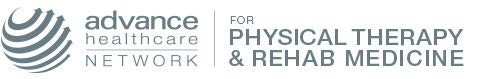 advance
healthcare
NETWORK
FOR
PHYSICAL THERAPY
& REHAB MEDICINE